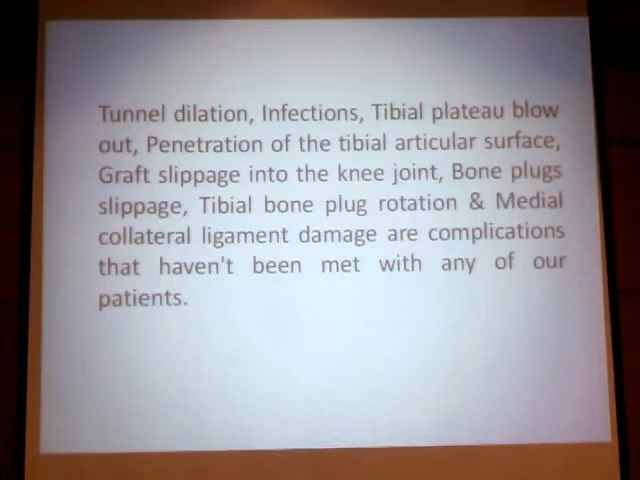 Tunnel dilation, Infections, Tibial plateau blow
out, Penetration of the tibial articular surface,
Graft slippage into the knee joint, Bone plugs
slippage, Tibial bone plug rotation & Medial
collateral ligament damage are complications
that haven't been met with any of our
patients.